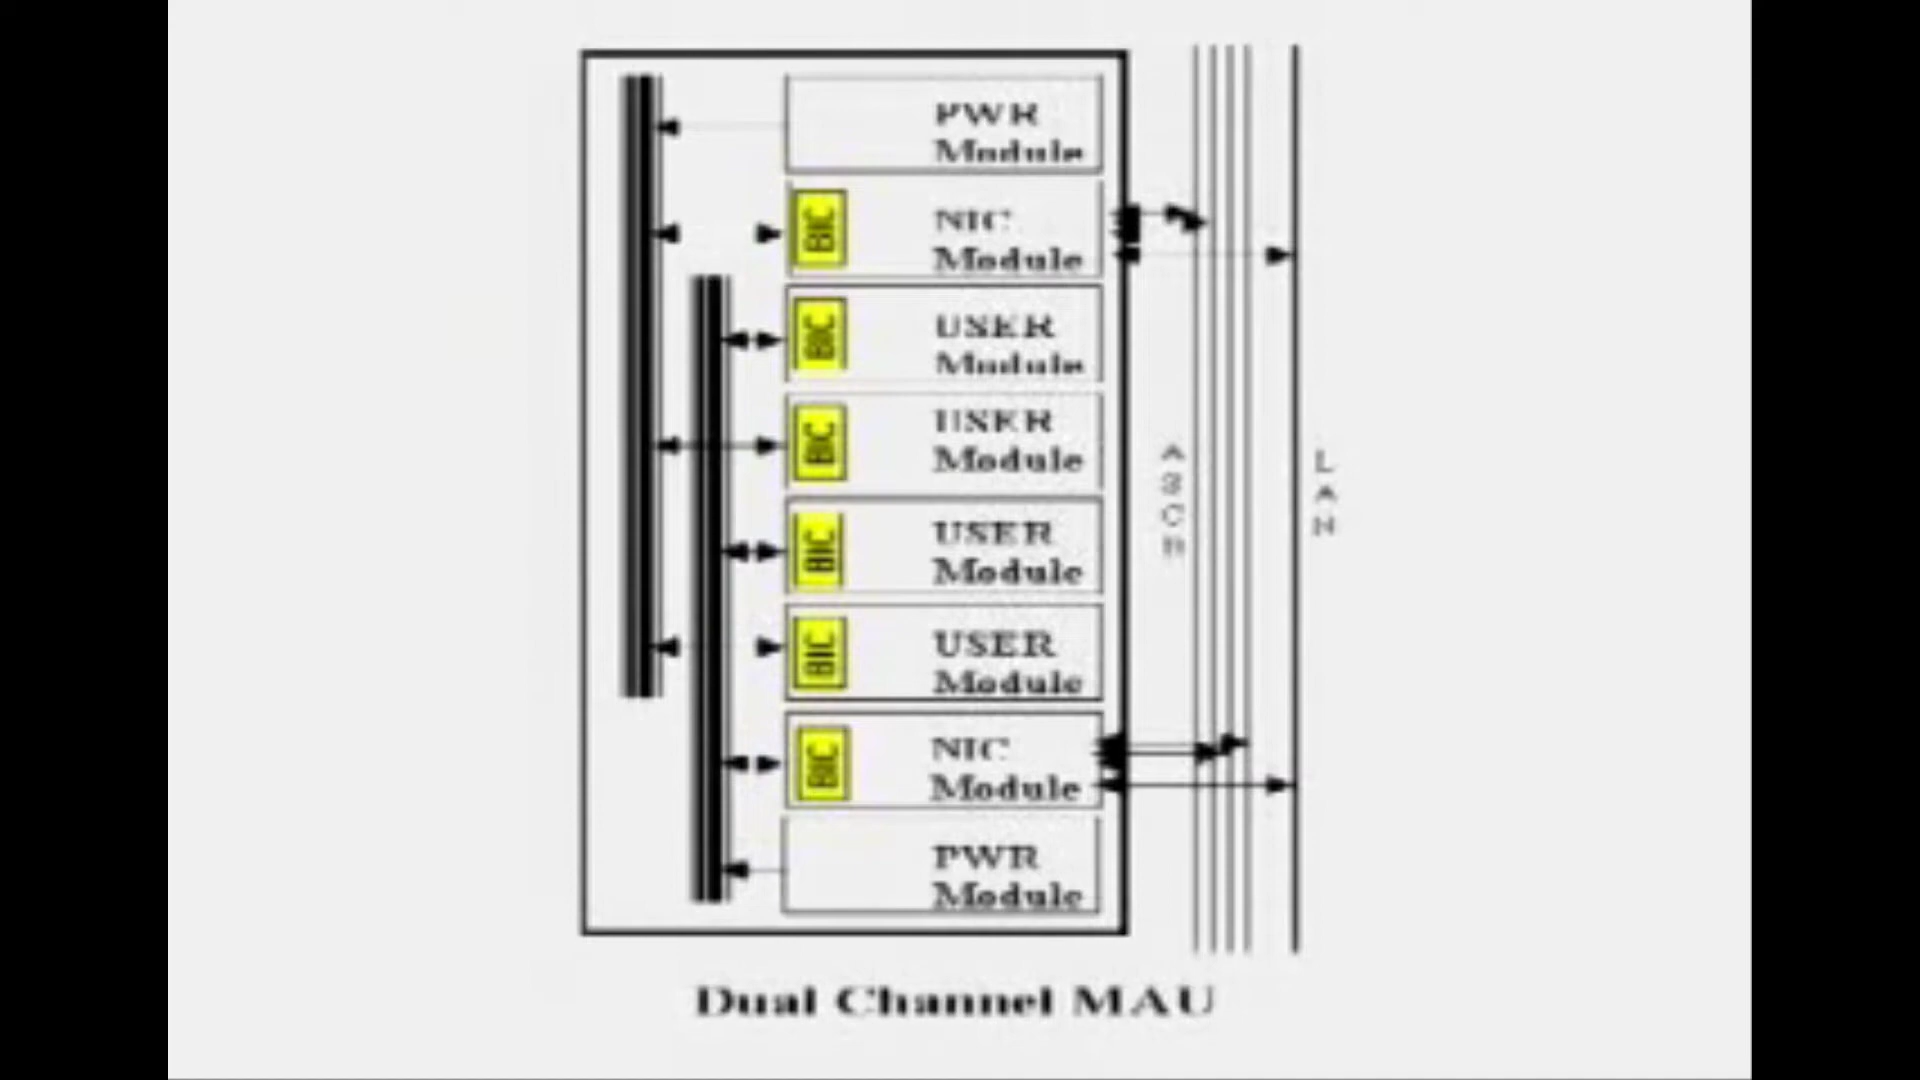 PWR
Module
BIC
NIC
Module
BIC
USER
Module
BIC
USER
Module
BIC
USER
Module
BIC
USER
Module
BIC
NIC
Module
PWR
Module
ASCB
LAN
Dual Channel MAU